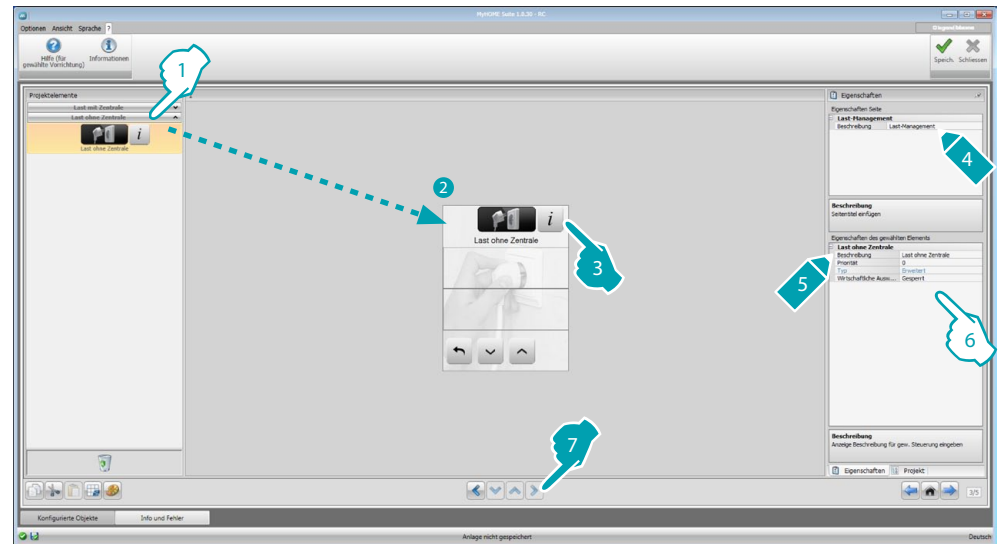 MyHOME Suite 1.0.30 - RC
Optionen Ansicht Sprache ?
Hilfe (für gewählte Vorrichtung)
Informationen
Speich. Schliessen
1
Projektelemente
Last mit Zentrale
Last ohne Zentrale
i
Last ohne Zentrale
2
i
Last ohne Zentrale
3
Eigenschaften
Eigenschaften Seite
Last-Management
Beschreibung Last-Management
4
Beschreibung
Seitentitel einfügen
Eigenschaften des gewählten Elements
Last ohne Zentrale
Beschreibung Last ohne Zentrale
Priorität 0
Typ Erweitert
Wirtschaftliche Ausw... Gesperrt
5
6
7
Beschreibung
Anzeige Beschreibung für gew. Steuerung eingeben
Eigenschaften Projekt
3/5
Konfigurierte Objekte Info und Fehler
Anlage nicht gespeichert
Deutsch